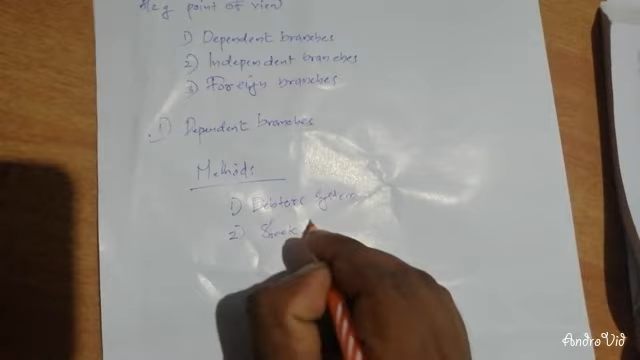 point of view
1) Dependent branches
2) Independent branches
3) Foreign branches
1) Dependent branches
Methods
1) Debtors System
2) Stock
AndroVid